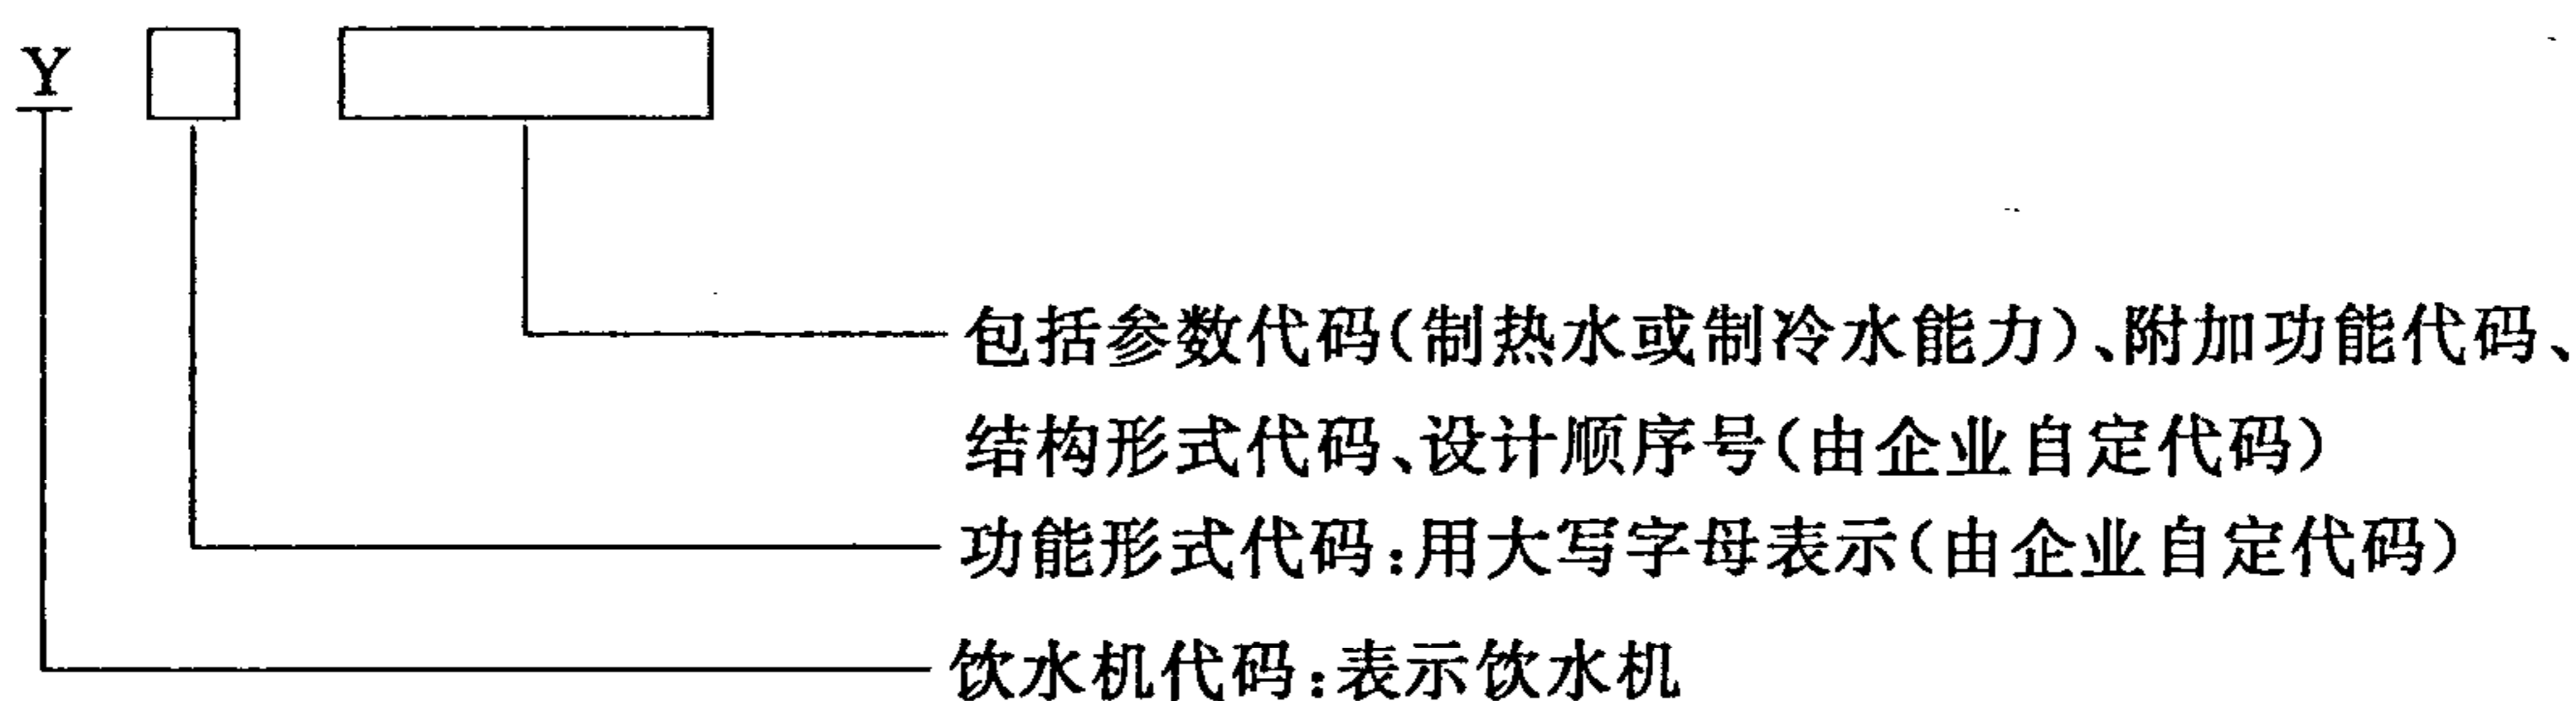 Y
包括参数代码(制热水或制冷水能力)、附加功能代码、
结构形式代码、设计顺序号(由企业自定代码)
功能形式代码:用大写字母表示(由企业自定代码)
饮水机代码:表示饮水机